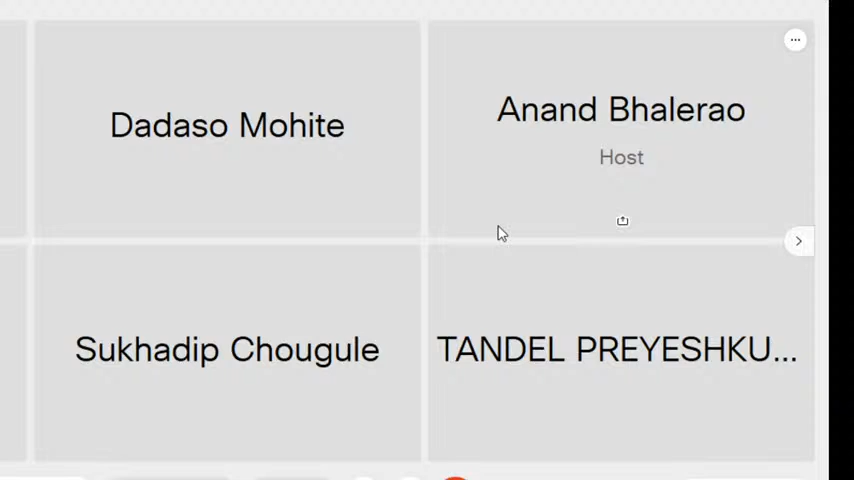 Dadaso Mohite
Anand Bhalerao
Host
Sukhadip Chougule
TANDEL PREYESHKU...